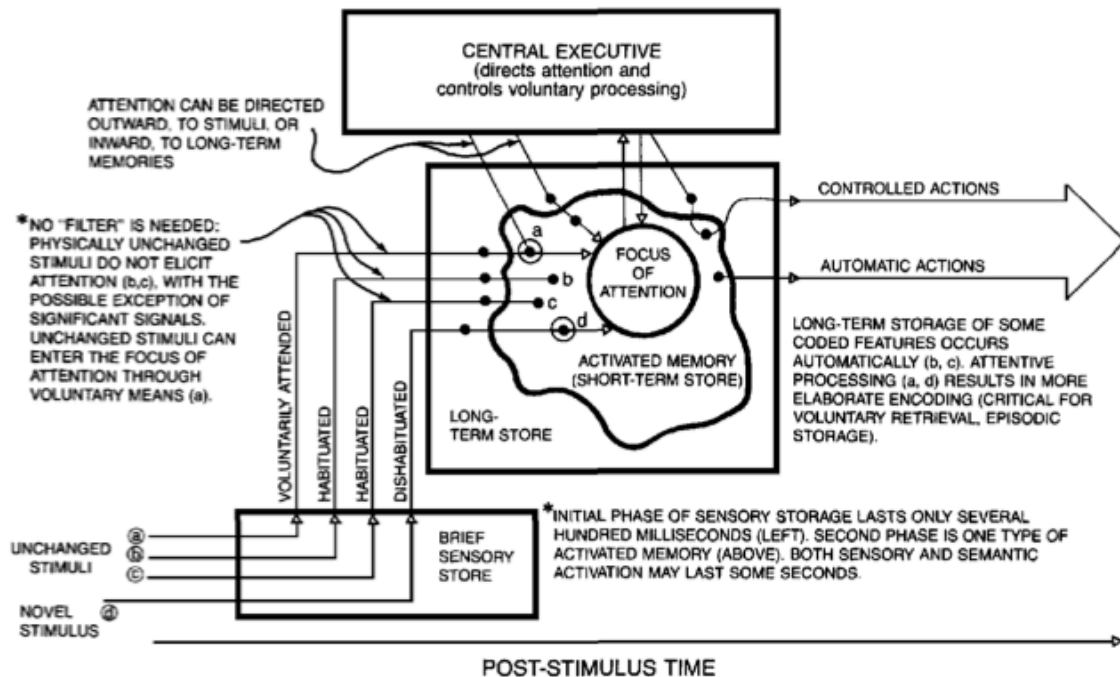 CENTRAL EXECUTIVE
(directs attention and
controls voluntary processing)
ATTENTION CAN BE DIRECTED
OUTWARD, TO STIMULI, OR
INWARD, TO LONG-TERM
MEMORIES
*NO "FILTER" IS NEEDED:
PHYSICALLY UNCHANGED
STIMULI DO NOT ELICIT
ATTENTION (b,c), WITH THE
POSSIBLE EXCEPTION OF
SIGNIFICANT SIGNALS.
UNCHANGED STIMULI CAN
ENTER THE FOCUS OF
ATTENTION THROUGH
VOLUNTARY MEANS (a).
a
b
c
d
FOCUS
OF
ATTENTION
ACTIVATED MEMORY
(SHORT-TERM STORE)
LONG-
TERM STORE
CONTROLLED ACTIONS
AUTOMATIC ACTIONS
LONG-TERM STORAGE OF SOME
CODED FEATURES OCCURS
AUTOMATICALLY (b, c). ATTENTIVE
PROCESSING (a, d) RESULTS IN MORE
ELABORATE ENCODING (CRITICAL FOR
VOLUNTARY RETRIEVAL, EPISODIC
STORAGE).
VOLUNTARILY ATTENDED
HABITUATED
HABITUATED
DISHABITUATED
UNCHANGED
STIMULI
ⓐ
ⓑ
ⓒ
NOVEL
STIMULUS
ⓓ
BRIEF
SENSORY
STORE
*INITIAL PHASE OF SENSORY STORAGE LASTS ONLY SEVERAL
HUNDRED MILLISECONDS (LEFT). SECOND PHASE IS ONE TYPE OF
ACTIVATED MEMORY (ABOVE). BOTH SENSORY AND SEMANTIC
ACTIVATION MAY LAST SOME SECONDS.
POST-STIMULUS TIME